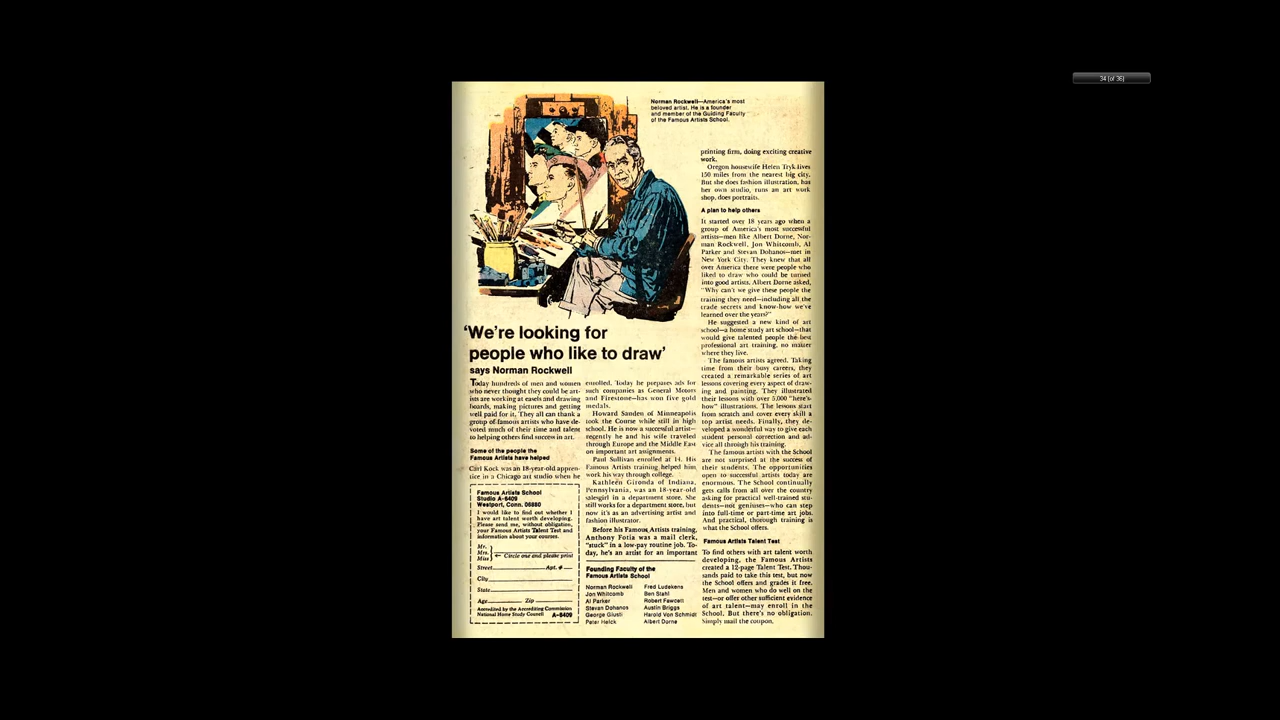 34 (of 36)
Norman Rockwell—America's most
beloved artist. He is a founder
and member of the Guiding Faculty
of the Famous Artists School.
'We're looking for
people who like to draw'
says Norman Rockwell
Today hundreds of men and women
who never thought they could be art-
ists are working at easels and drawing
boards, making pictures and getting
well paid for it. They all can thank a
group of famous artists who have de-
voted much of their time and talent
to helping others find success in art.
Some of the people the
Famous Artists have helped
Carl Kock was an 18-year-old appren-
tice in a Chicago art studio when he
enrolled. Today he prepares ads for
such companies as General Motors
and Firestone—has won five gold
medals.
Howard Sanden of Minneapolis
took the Course while still in high
school. He is now a successful artist—
recently he and his wife traveled
through Europe and the Middle East
on important art assignments.
Paul Sullivan enrolled at 14. His
Famous Artists training helped him
work his way through college.
Kathleen Gironda of Indiana,
Pennsylvania, was an 18-year-old
salesgirl in a department store. She
still works for a department store, but
now it's as an advertising artist and
fashion illustrator.
Before his Famous Artists training,
Anthony Fotia was a mail clerk,
"stuck" in a low-pay routine job. To-
day, he's an artist for an important
printing firm, doing exciting creative
work.
Oregon housewife Helen Tryk lives
150 miles from the nearest big city.
But she does fashion illustration, has
her own studio, runs an art work
shop, does portraits.
A plan to help others
It started over 18 years ago when a
group of America's most successful
artists—men like Albert Dorne, Nor-
man Rockwell, Jon Whitcomb, Al
Parker and Stevan Dohanos—met in
New York City. They knew that all
over America there were people who
liked to draw who could be turned
into good artists. Albert Dorne asked,
"Why can't we give these people the
training they need—including all the
trade secrets and know-how we've
learned over the years?"
He suggested a new kind of art
school—a home study art school—that
would give talented people the best
professional art training, no matter
where they live.
The famous artists agreed. Taking
time from their busy careers, they
created a remarkable series of art
lessons covering every aspect of draw-
ing and painting. They illustrated
their lessons with over 5,000 "here's-
how" illustrations. The lessons start
from scratch and cover every skill a
top artist needs. Finally, they de-
veloped a wonderful way to give each
student personal correction and ad-
vice all through his training.
The famous artists with the School
are not surprised at the success of
their students. The opportunities
open to successful artists today are
enormous. The School continually
gets calls from all over the country
asking for practical well-trained stu-
dents—not geniuses—who can step
into full-time or part-time art jobs.
And practical, thorough training is
what the School offers.
Famous Artists Talent Test
To find others with art talent worth
developing, the Famous Artists
created a 12-page Talent Test. Thou-
sands paid to take this test, but now
the School offers and grades it free.
Men and women who do well on the
test—or offer other sufficient evidence
of art talent—may enroll in the
School. But there's no obligation.
Simply mail the coupon.
Famous Artists School
Studio A-6409
Westport, Conn. 06880
I would like to find out whether I
have art talent worth developing.
Please send me, without obligation,
your Famous Artists Talent Test and
information about your courses.
Mr.
Mrs.
Miss
← Circle one and please print
Street Apt. #
City
State
Age Zip
Accredited by the Accrediting Commission
National Home Study Council A-6409
Founding Faculty of the
Famous Artists School
Norman Rockwell
Jon Whitcomb
Al Parker
Stevan Dohanos
George Giusti
Peter Helck
Fred Ludekens
Ben Stahl
Robert Fawcett
Austin Briggs
Harold Von Schmidt
Albert Dorne